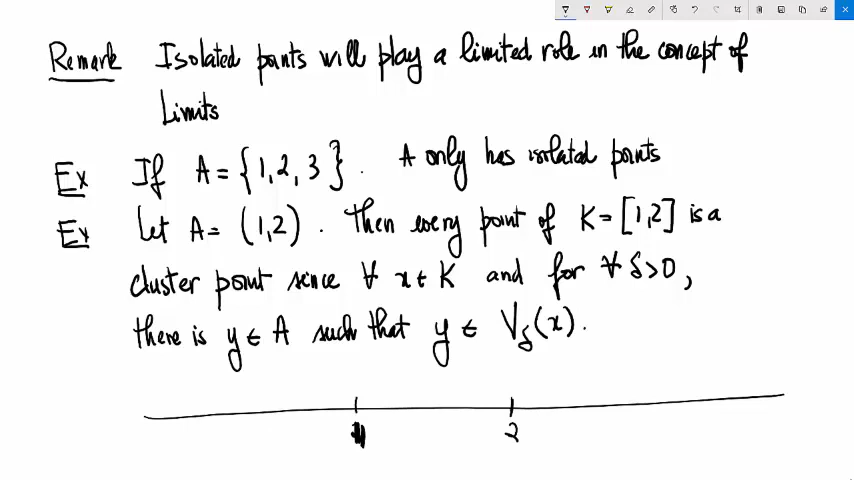 Remark Isolated points will play a limited role in the concept of
Limits
Ex If A = {1, 2, 3}. A only has isolated points
Ex Let A = (1,2). Then every point of K = [1,2] is a
cluster point since ∀ x ∈ K and for ∀ δ>0,
there is y ∈ A such that y ∈ V_δ(x).
2